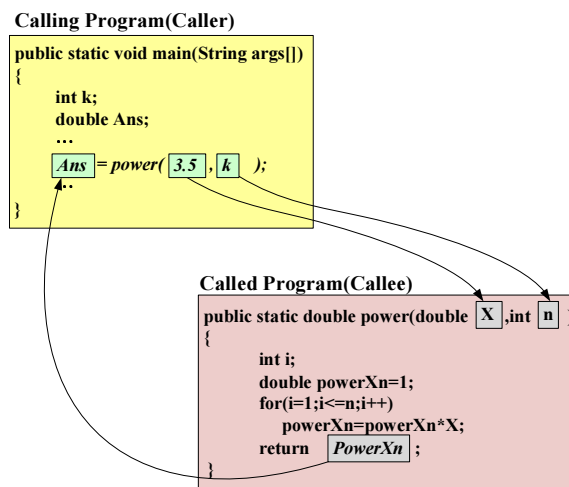 Calling Program(Caller)
public static void main(String args[])
{
int k;
double Ans;
...
Ans = power( 3.5 , k );
...
}
Called Program(Callee)
public static double power(double X ,int n )
{
int i;
double powerXn=1;
for(i=1;i<=n;i++)
powerXn=powerXn*X;
return PowerXn ;
}